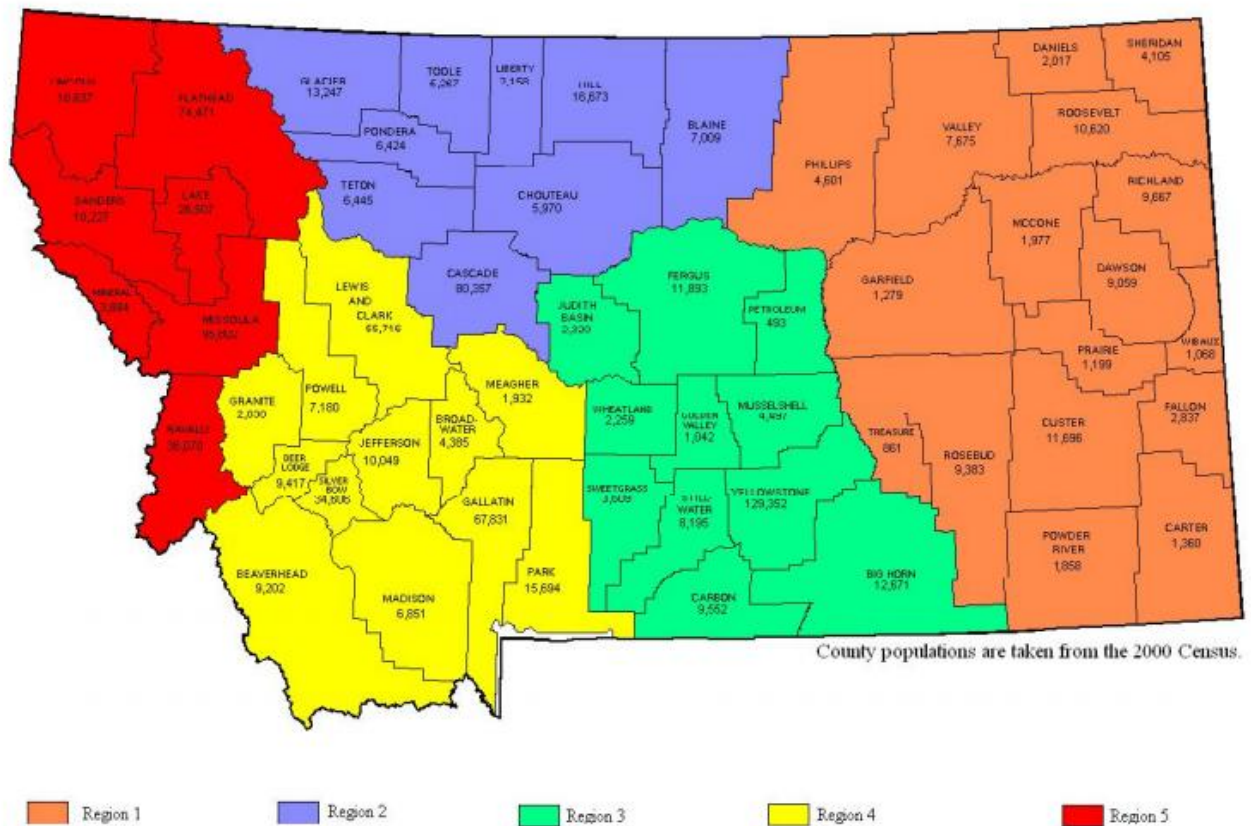 LINCOLN
FLATHEAD
74,471
SANDERS
10,227
LAKE
26,507
MINERAL
MISSOULA
RAVALLI
36,070
GLACIER
13,247
TOOLE
LIBERTY
2,158
HILL
16,673
BLAINE
7,009
PONDERA
6,424
TETON
6,445
CHOUTEAU
5,970
CASCADE
80,357
LEWIS
AND
CLARK
MEAGHER
1,932
GRANITE
POWELL
7,180
BROAD-
WATER
4,385
JEFFERSON
10,049
DEER
LODGE
9,417
SILVER
BOW
34,606
GALLATIN
67,831
PARK
15,694
BEAVERHEAD
9,202
MADISON
6,851
FERGUS
11,893
JUDITH
BASIN
PETROLEUM
493
WHEATLAND
2,259
GOLDEN
VALLEY
1,042
MUSSELSHELL
4,497
SWEETGRASS
3,609
STILL-
WATER
8,195
YELLOWSTONE
129,352
CARBON
9,552
BIG HORN
12,671
PHILLIPS
4,601
VALLEY
7,675
DANIELS
2,017
SHERIDAN
4,105
ROOSEVELT
10,620
RICHLAND
9,667
MCCONE
1,977
DAWSON
9,059
GARFIELD
1,279
PRAIRIE
1,199
WIBAUX
1,068
TREASURE
861
ROSEBUD
9,383
CUSTER
11,696
FALLON
2,837
POWDER
RIVER
1,858
CARTER
1,360
County populations are taken from the 2000 Census.
Region 1
Region 2
Region 3
Region 4
Region 5